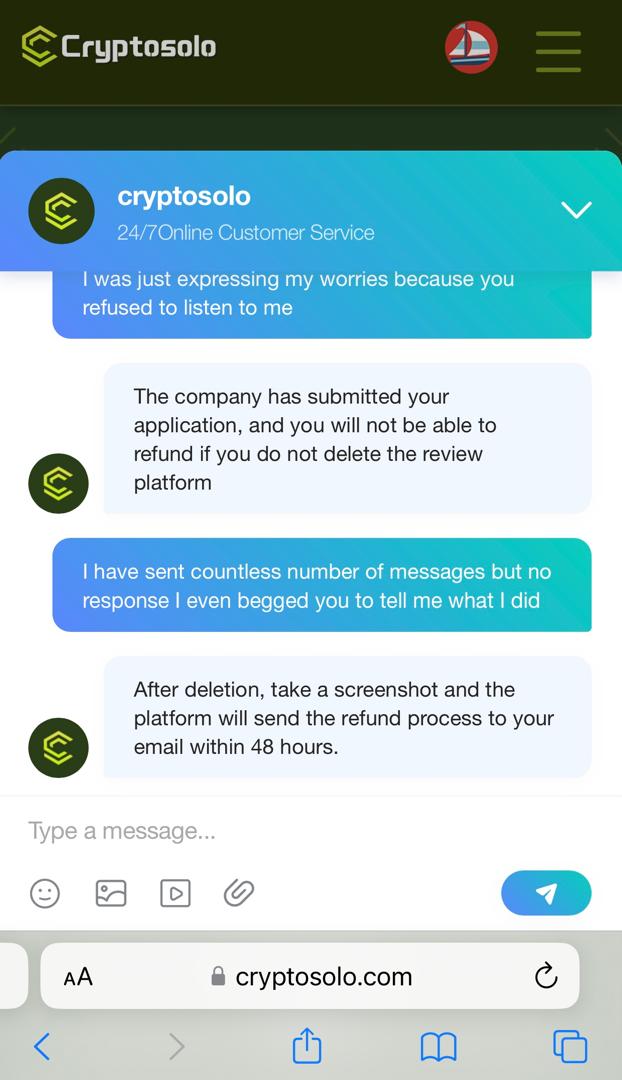 Cryptosolo
cryptosolo
24/7Online Customer Service
I was just expressing my worries because you
refused to listen to me
The company has submitted your
application, and you will not be able to
refund if you do not delete the review
platform
I have sent countless number of messages but no
response I even begged you to tell me what I did
After deletion, take a screenshot and the
platform will send the refund process to your
email within 48 hours.
Type a message...
AA cryptosolo.com